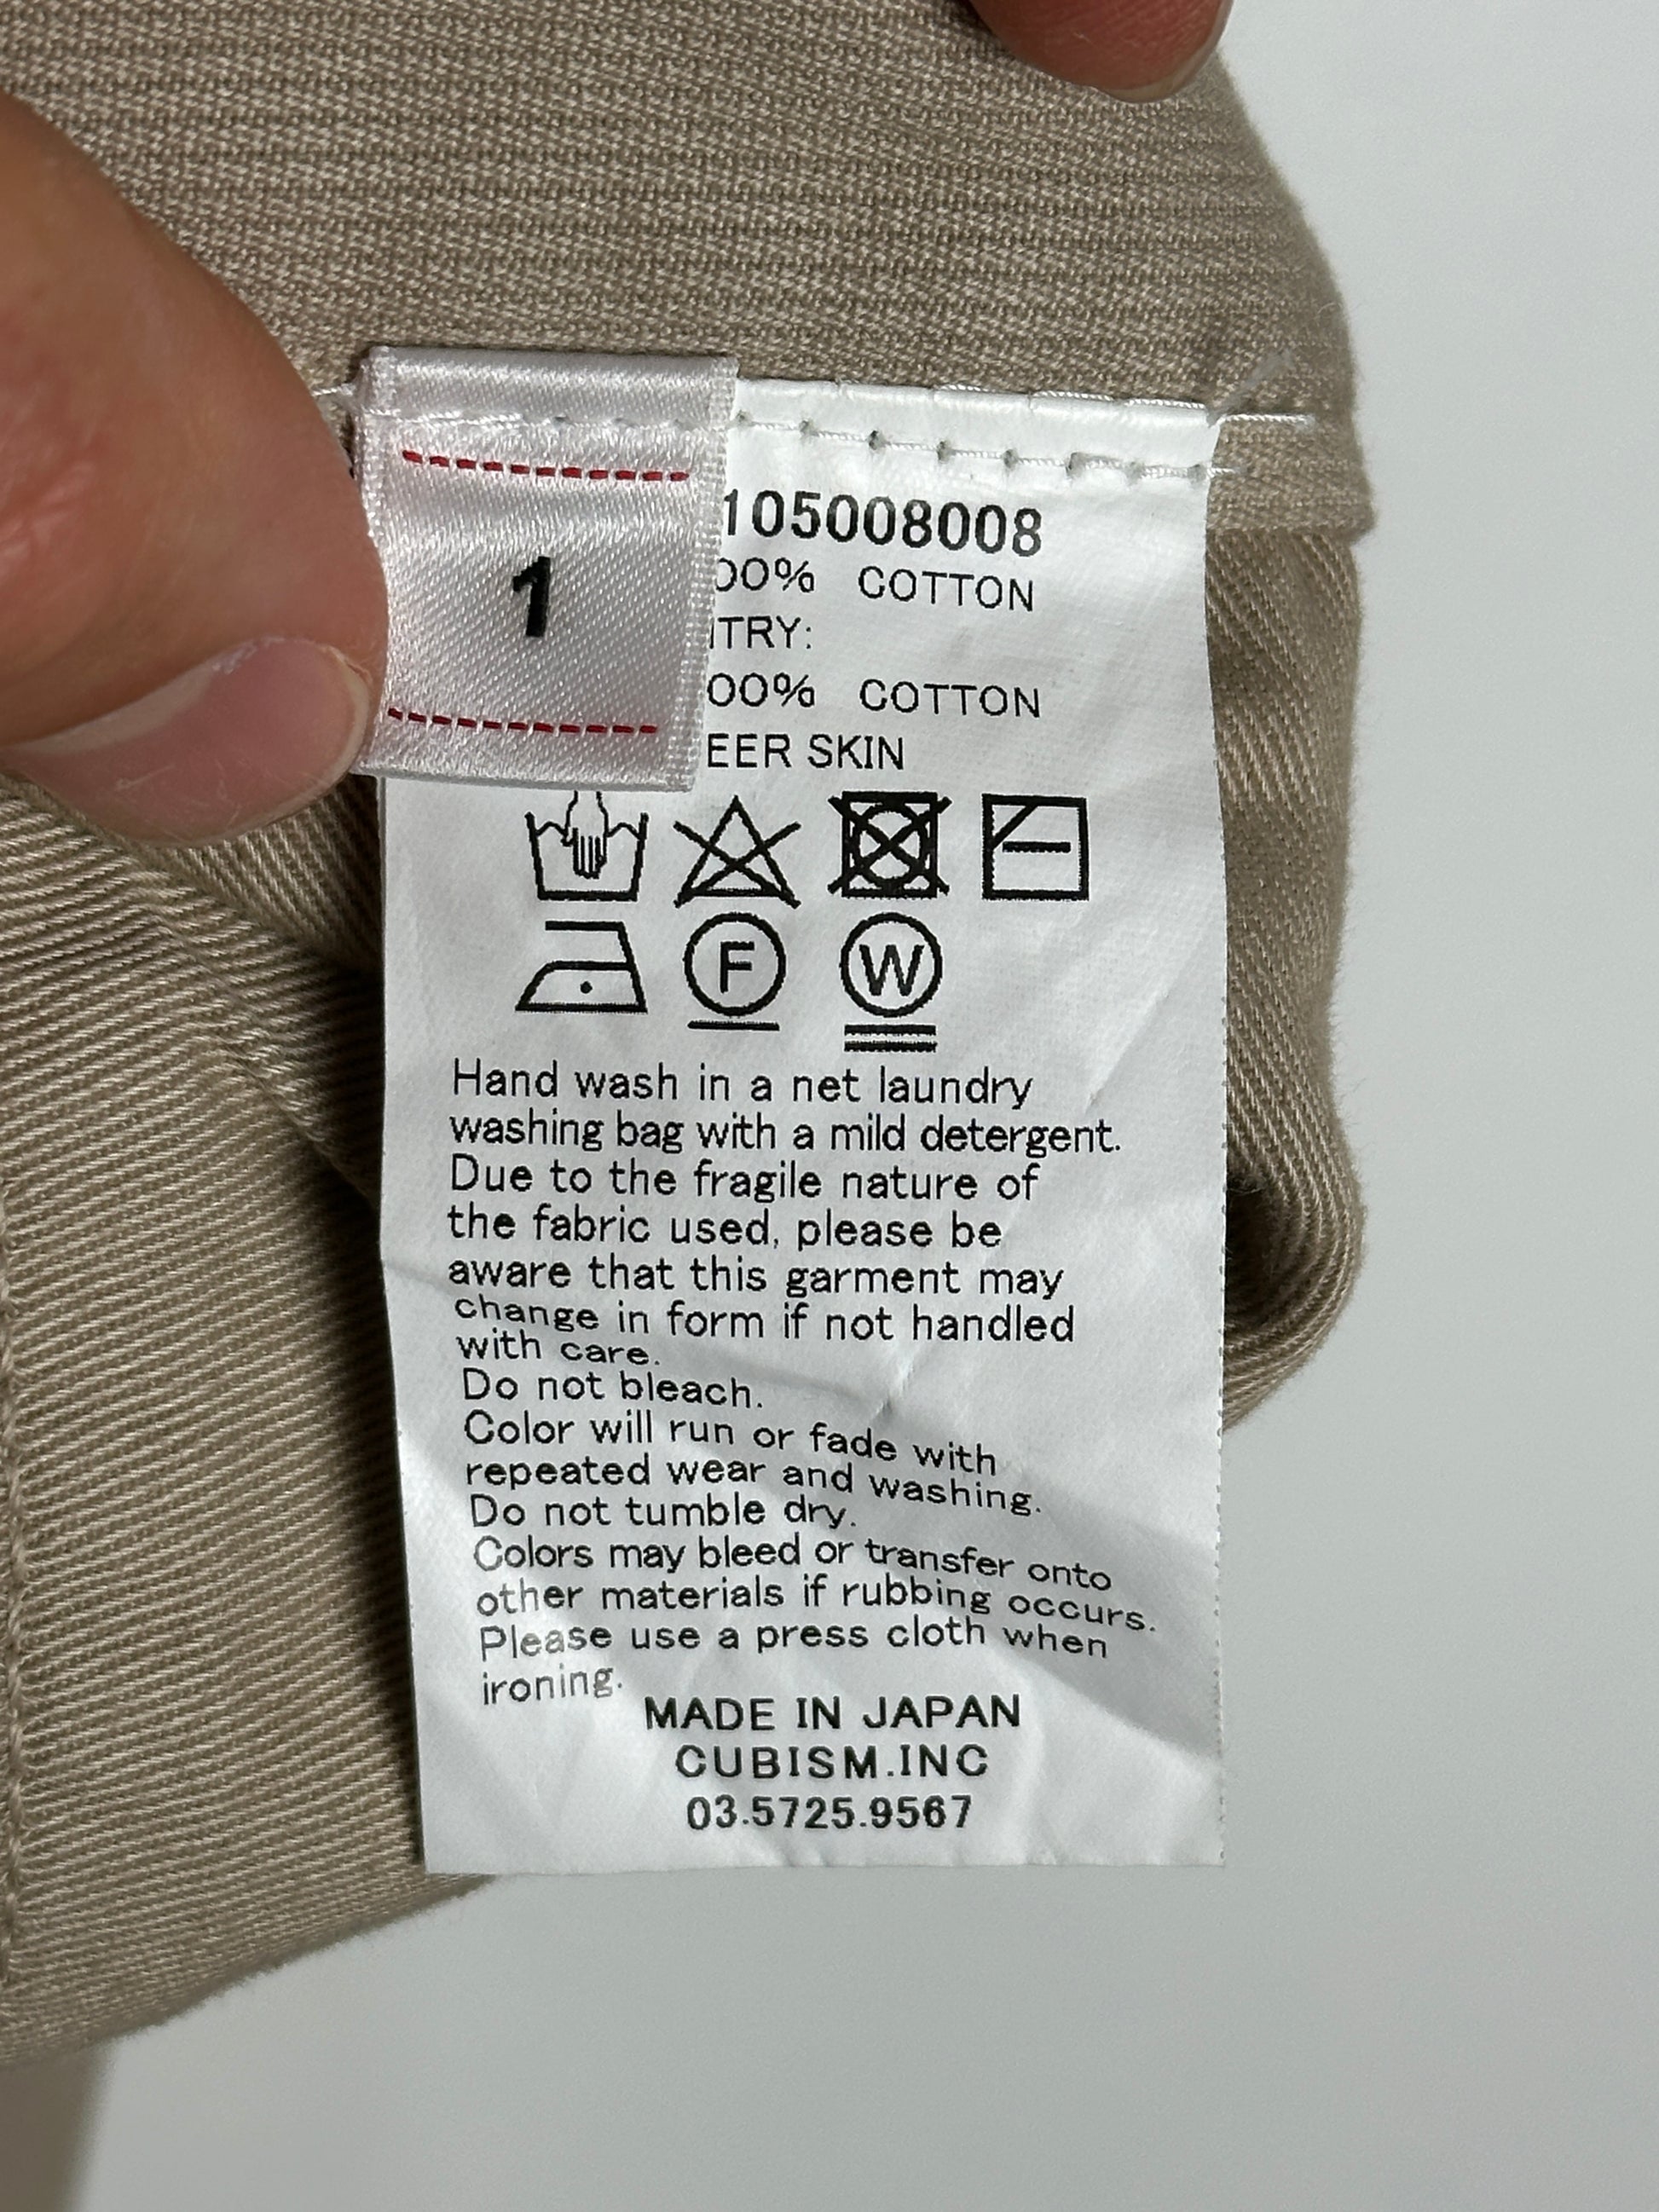 1
105008008
00% COTTON
TRY:
00% COTTON
EER SKIN
F W
Hand wash in a net laundry
washing bag with a mild detergent.
Due to the fragile nature of
the fabric used, please be
aware that this garment may
change in form if not handled
with care.
Do not bleach.
Color will run or fade with
repeated wear and washing.
Do not tumble dry.
Colors may bleed or transfer onto
other materials if rubbing occurs.
Please use a press cloth when
ironing.
MADE IN JAPAN
CUBISM.INC
03.5725.9567